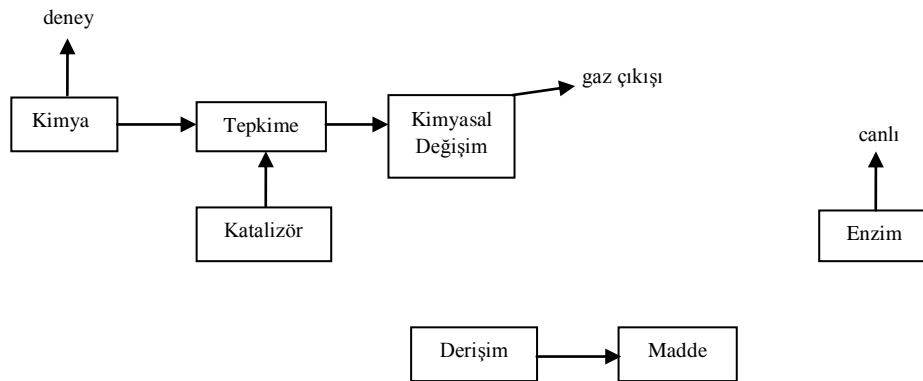 deney
gaz çıkışı
Kimya
Tepkime
Kimyasal
Değişim
canlı
Katalizör
Enzim
Derişim
Madde